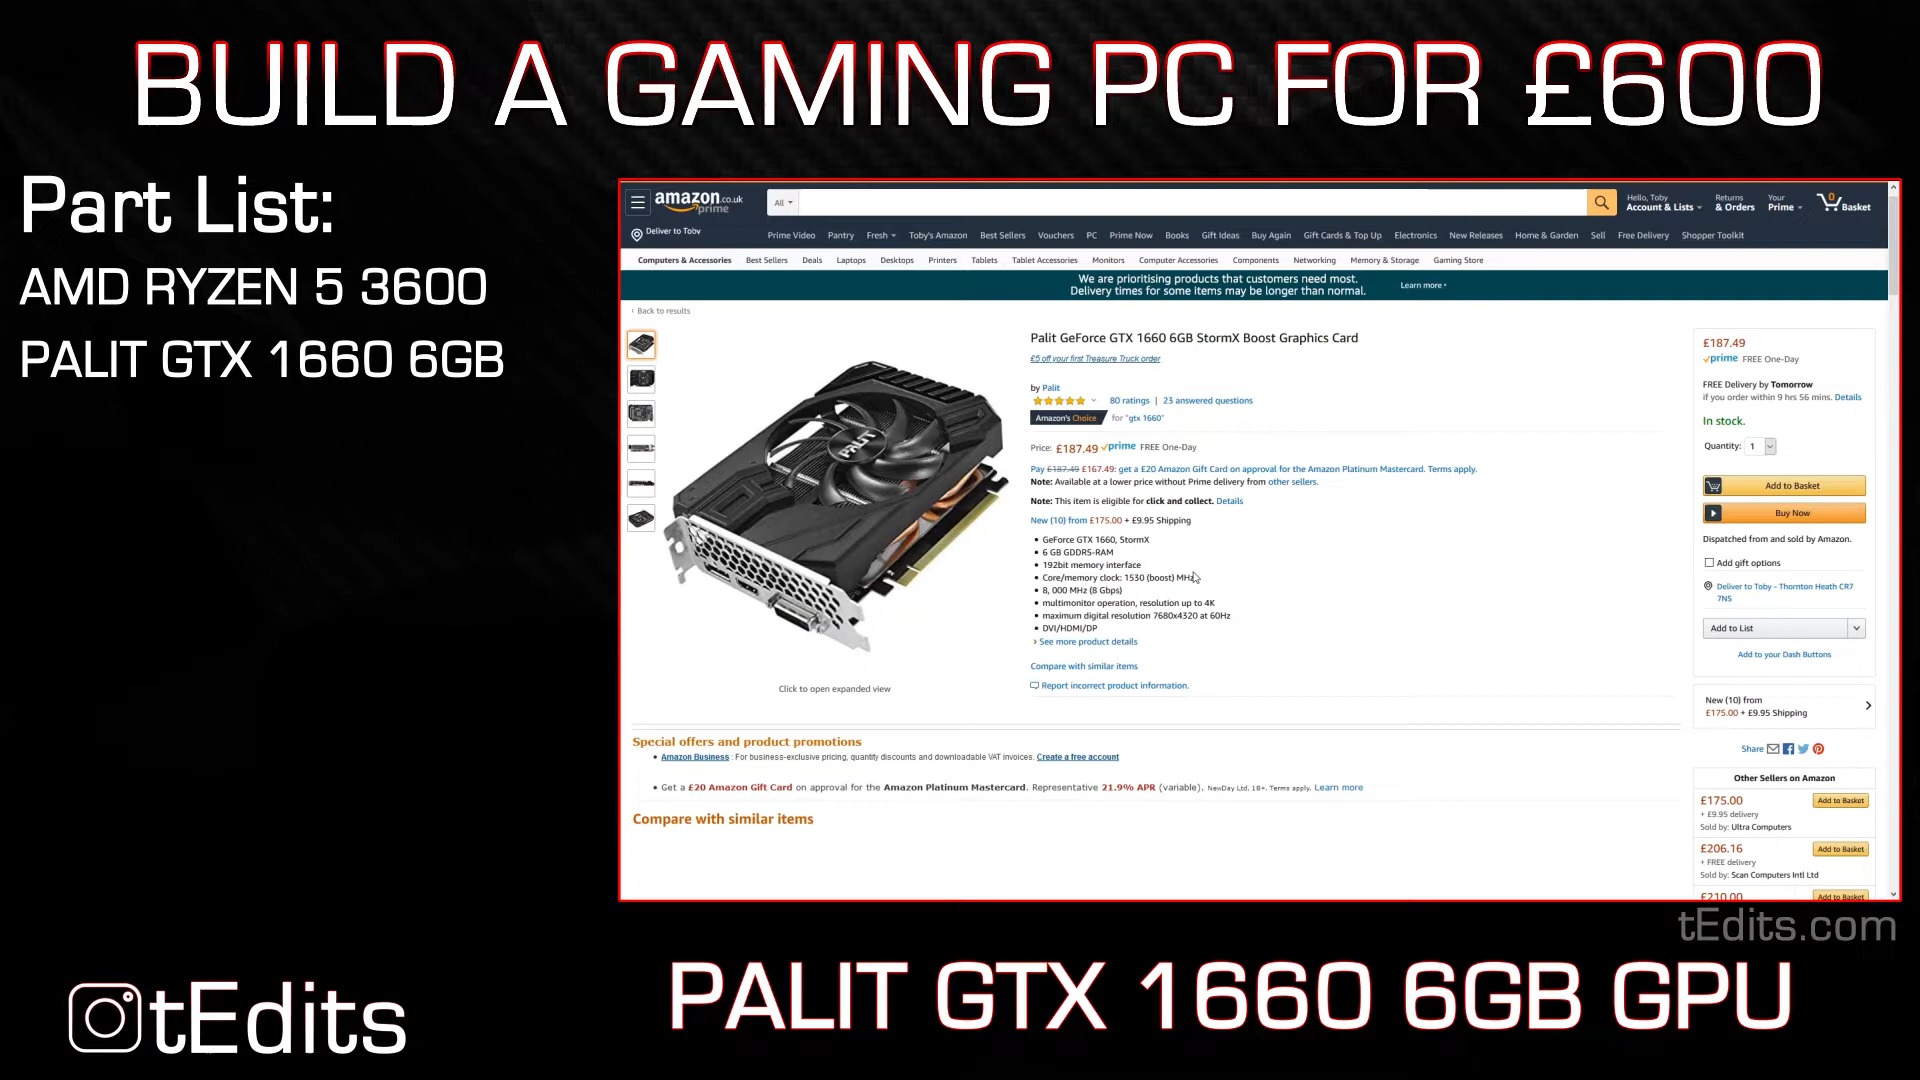 BUILD A GAMING PC FOR £600
Part List:
AMD RYZEN 5 3600
PALIT GTX 1660 6GB
amazon.co.uk
prime
All
Hello, Toby
Account & Lists
Returns
& Orders
Your
Prime
0
Basket
Deliver to Toby
Prime Video Pantry Fresh Toby's Amazon Best Sellers Vouchers PC Prime Now Books Gift Ideas Buy Again Gift Cards & Top Up Electronics New Releases Home & Garden Sell Free Delivery Shopper Toolkit
Computers & Accessories Best Sellers Deals Laptops Desktops Printers Tablets Tablet Accessories Monitors Computer Accessories Components Networking Memory & Storage Gaming Store
We are prioritising products that customers need most.
Delivery times for some items may be longer than normal.
Learn more
‹ Back to results
PALIT
Click to open expanded view
Palit GeForce GTX 1660 6GB StormX Boost Graphics Card
£5 off your first Treasure Truck order
by Palit
80 ratings | 23 answered questions
Amazon's Choice for "gtx 1660"
Price: £187.49 prime FREE One-Day
Pay £187.49 £167.49: get a £20 Amazon Gift Card on approval for the Amazon Platinum Mastercard. Terms apply.
Note: Available at a lower price without Prime delivery from other sellers.
Note: This item is eligible for click and collect. Details
New (10) from £175.00 + £9.95 Shipping
• GeForce GTX 1660, StormX
• 6 GB GDDR5-RAM
• 192bit memory interface
• Core/memory clock: 1530 (boost) MHz
• 8, 000 MHz (8 Gbps)
• multimonitor operation, resolution up to 4K
• maximum digital resolution 7680x4320 at 60Hz
• DVI/HDMI/DP
› See more product details
Compare with similar items
Report incorrect product information.
£187.49
prime FREE One-Day
FREE Delivery by Tomorrow
if you order within 9 hrs 56 mins. Details
In stock.
Quantity: 1
Add to Basket
Buy Now
Dispatched from and sold by Amazon.
Add gift options
Deliver to Toby - Thornton Heath CR7
7NS
Add to List
Add to your Dash Buttons
New (10) from
£175.00 + £9.95 Shipping
Share
Other Sellers on Amazon
£175.00 Add to Basket
+ £9.95 delivery
Sold by: Ultra Computers
£206.16 Add to Basket
+ FREE delivery
Sold by: Scan Computers Intl Ltd
£210.00 Add to Basket
Special offers and product promotions
• Amazon Business : For business-exclusive pricing, quantity discounts and downloadable VAT invoices. Create a free account
• Get a £20 Amazon Gift Card on approval for the Amazon Platinum Mastercard. Representative 21.9% APR (variable). NewDay Ltd, 18+. Terms apply. Learn more
Compare with similar items
tEdits.com
tEdits
PALIT GTX 1660 6GB GPU